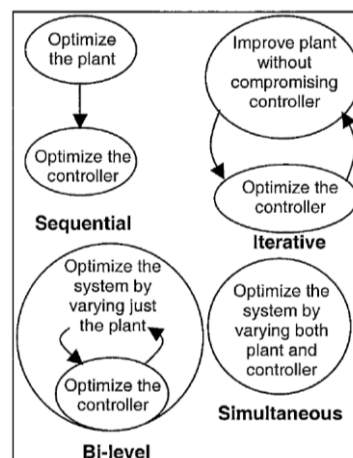 Optimize
the plant
Optimize the
controller
Sequential
Improve plant
without
compromising
controller
Optimize the
controller
Iterative
Optimize the
system by
varying just
the plant
Optimize the
controller
Bi-level
Optimize the
system by
varying both
plant and
controller
Simultaneous